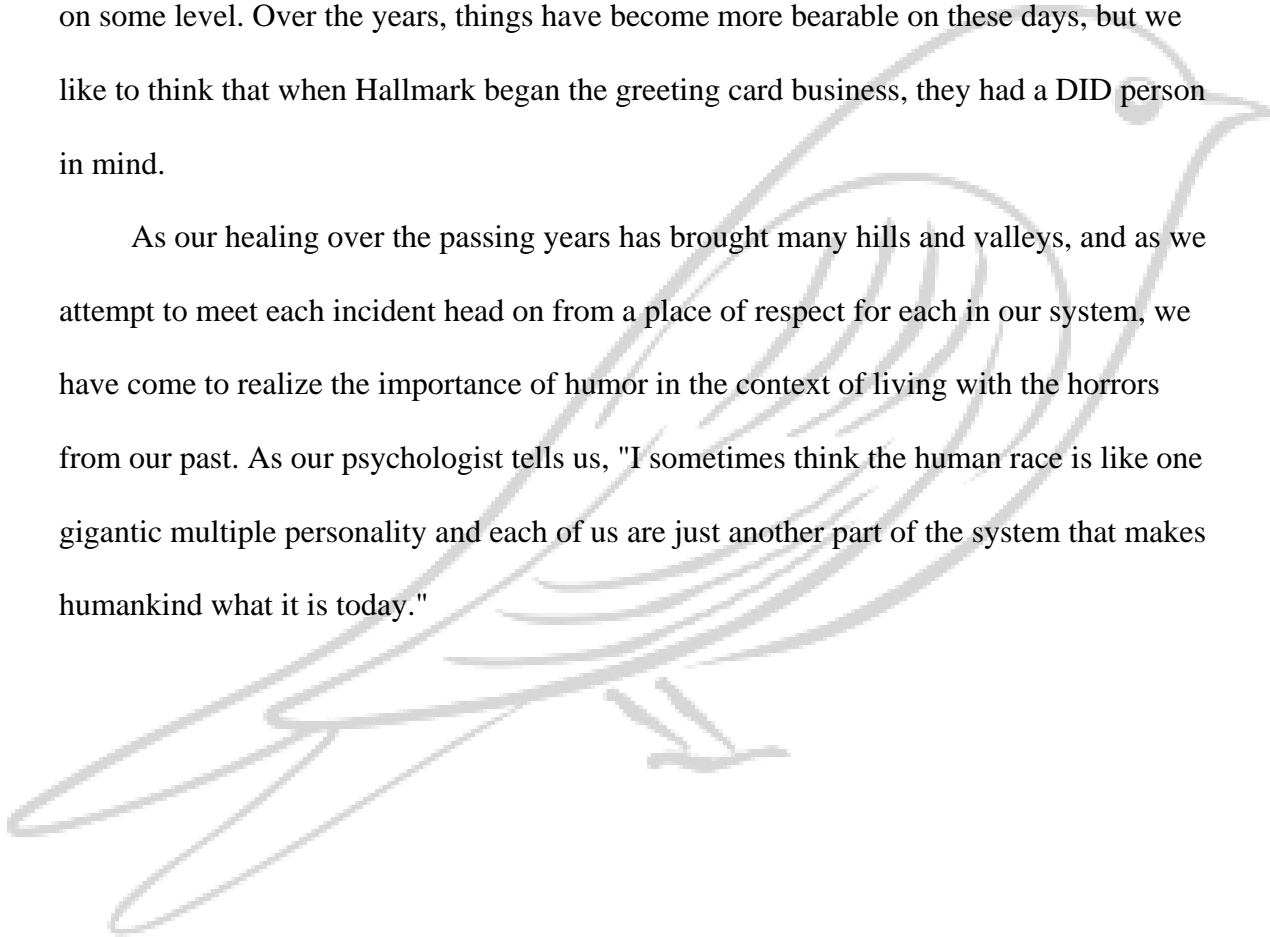 on some level. Over the years, things have become more bearable on these days, but we
like to think that when Hallmark began the greeting card business, they had a DID person
in mind.
As our healing over the passing years has brought many hills and valleys, and as we
attempt to meet each incident head on from a place of respect for each in our system, we
have come to realize the importance of humor in the context of living with the horrors
from our past. As our psychologist tells us, "I sometimes think the human race is like one
gigantic multiple personality and each of us are just another part of the system that makes
humankind what it is today."